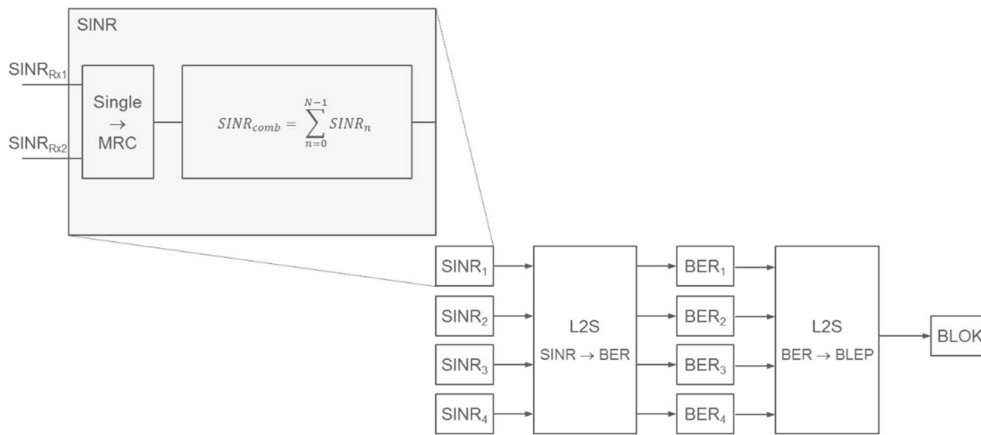 SINR
SINR_Rx1
Single
→
MRC
SINR_comb = ∑_{n=0}^{N−1} SINR_n
SINR_Rx2
SINR_1
BER_1
SINR_2
L2S
BER_2
L2S
BLOK
SINR → BER
BER → BLEP
SINR_3
BER_3
SINR_4
BER_4